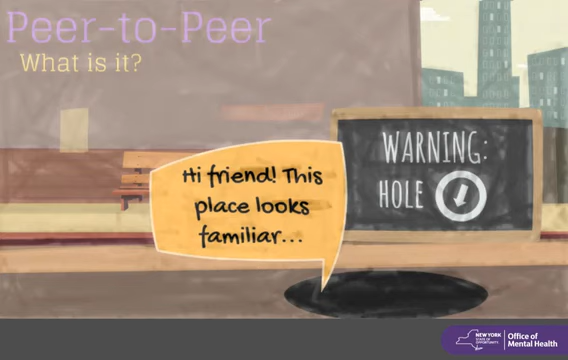 Peer-to-Peer
What is it?
WARNING:
HOLE
Hi friend! This
place looks
familiar...
NEW YORK
STATE OF
OPPORTUNITY.
Office of
Mental Health